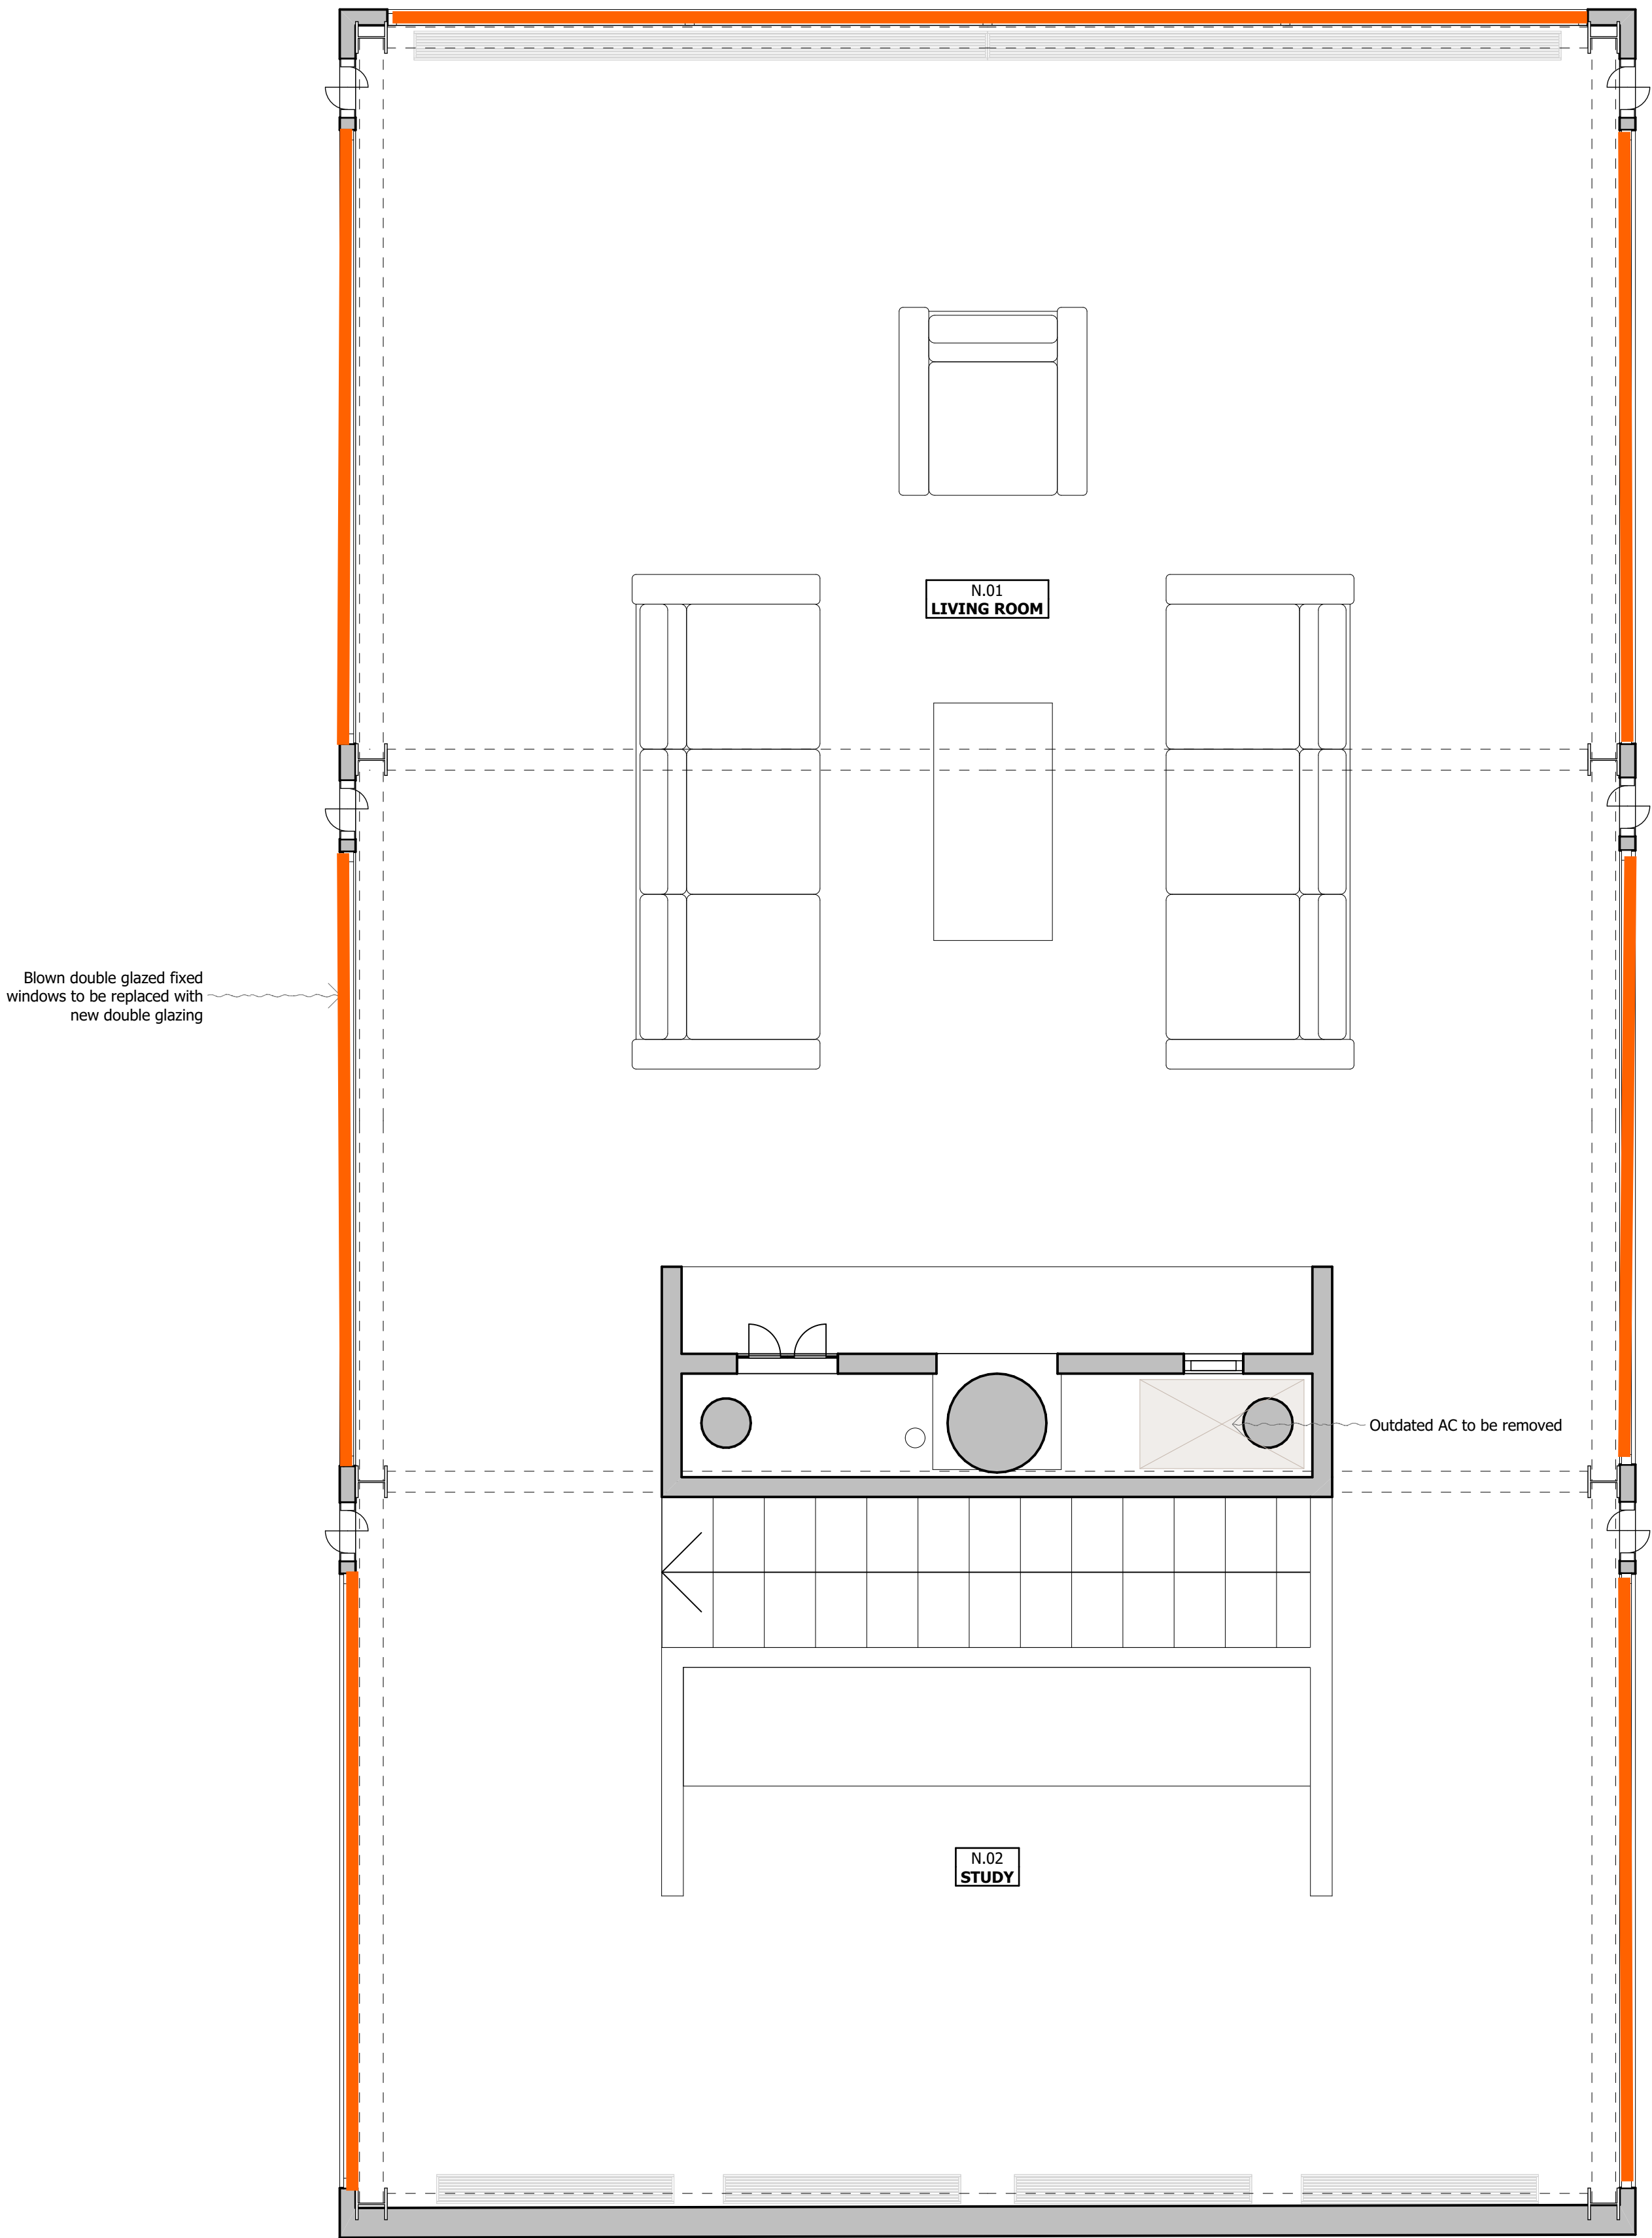 N.01
LIVING ROOM
Blown double glazed fixed
windows to be replaced with
new double glazing
Outdated AC to be removed
N.02
STUDY